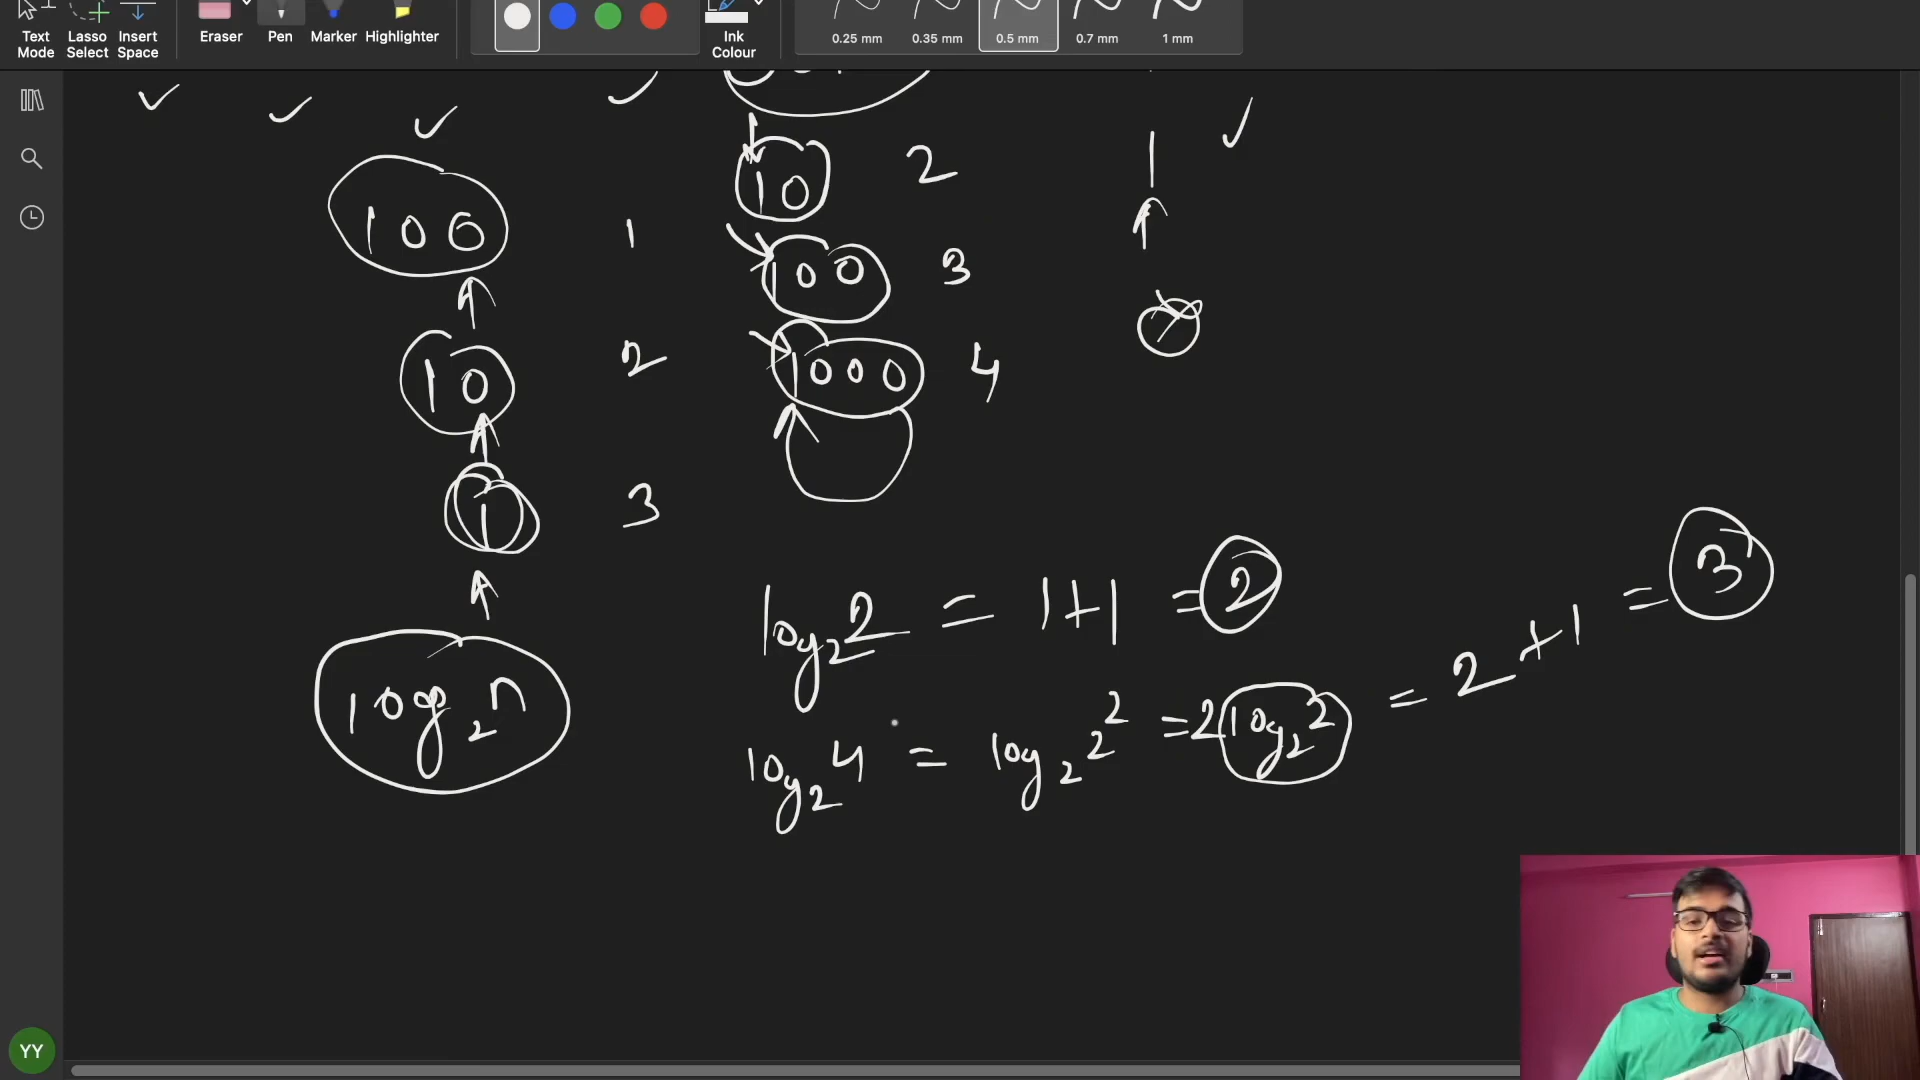 Text Mode
Lasso Select
Insert Space
Eraser
Pen
Marker
Highlighter
Ink Colour
0.25 mm
0.35 mm
0.5 mm
0.7 mm
1 mm
100 1
10 2
1 3
log₂n
10 2
100 3
1000 4
1
log₂2 = 1+1 = 2
log₂4 = log₂2² = 2log₂2 = 2+1 = 3
YY